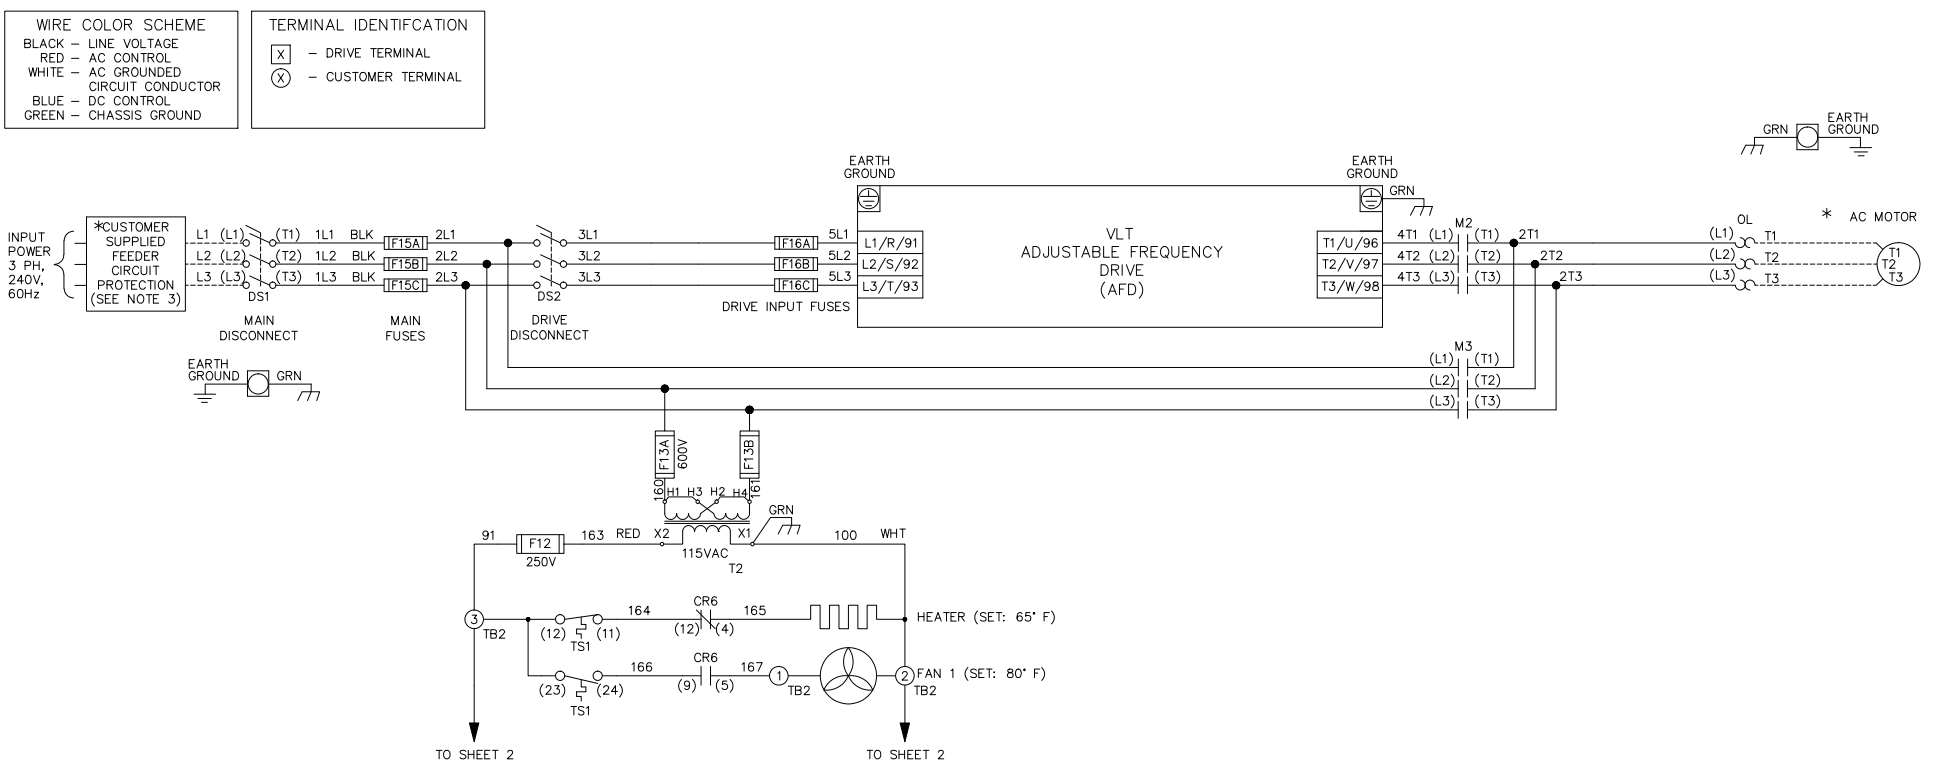 WIRE COLOR SCHEME
BLACK – LINE VOLTAGE
RED – AC CONTROL
WHITE – AC GROUNDED
CIRCUIT CONDUCTOR
BLUE – DC CONTROL
GREEN – CHASSIS GROUND
TERMINAL IDENTIFCATION
X – DRIVE TERMINAL
X – CUSTOMER TERMINAL
GRN
EARTH
GROUND
EARTH
GROUND
EARTH
GROUND
GRN
INPUT
POWER
3 PH,
240V,
60Hz
*CUSTOMER
SUPPLIED
FEEDER
CIRCUIT
PROTECTION
(SEE NOTE 3)
L1 (L1) (T1) 1L1 BLK F15A 2L1 3L1 F16A 5L1 L1/R/91
L2 (L2) (T2) 1L2 BLK F15B 2L2 3L2 F16B 5L2 L2/S/92
L3 (L3) (T3) 1L3 BLK F15C 2L3 3L3 F16C 5L3 L3/T/93
DS1
DS2
MAIN
DISCONNECT
MAIN
FUSES
DRIVE
DISCONNECT
DRIVE INPUT FUSES
VLT
ADJUSTABLE FREQUENCY
DRIVE
(AFD)
M2
OL
* AC MOTOR
T1/U/96 4T1 (L1) (T1) 2T1 (L1) T1
T2/V/97 4T2 (L2) (T2) 2T2 (L2) T2
T3/W/98 4T3 (L3) (T3) 2T3 (L3) T3
T1
T2
T3
M3
(L1) (T1)
(L2) (T2)
(L3) (T3)
EARTH
GROUND
GRN
F13A
600V
F13B
160
161
H1 H3 H2 H4
GRN
91 F12 163 RED X2 X1 100 WHT
250V
115VAC
T2
3
TB2
(12) (11)
TS1
164
CR6
(12) (4)
165
HEATER (SET: 65° F)
(23) (24)
TS1
166
CR6
(9) (5)
167
1
TB2
2
TB2
FAN 1 (SET: 80° F)
TO SHEET 2
TO SHEET 2